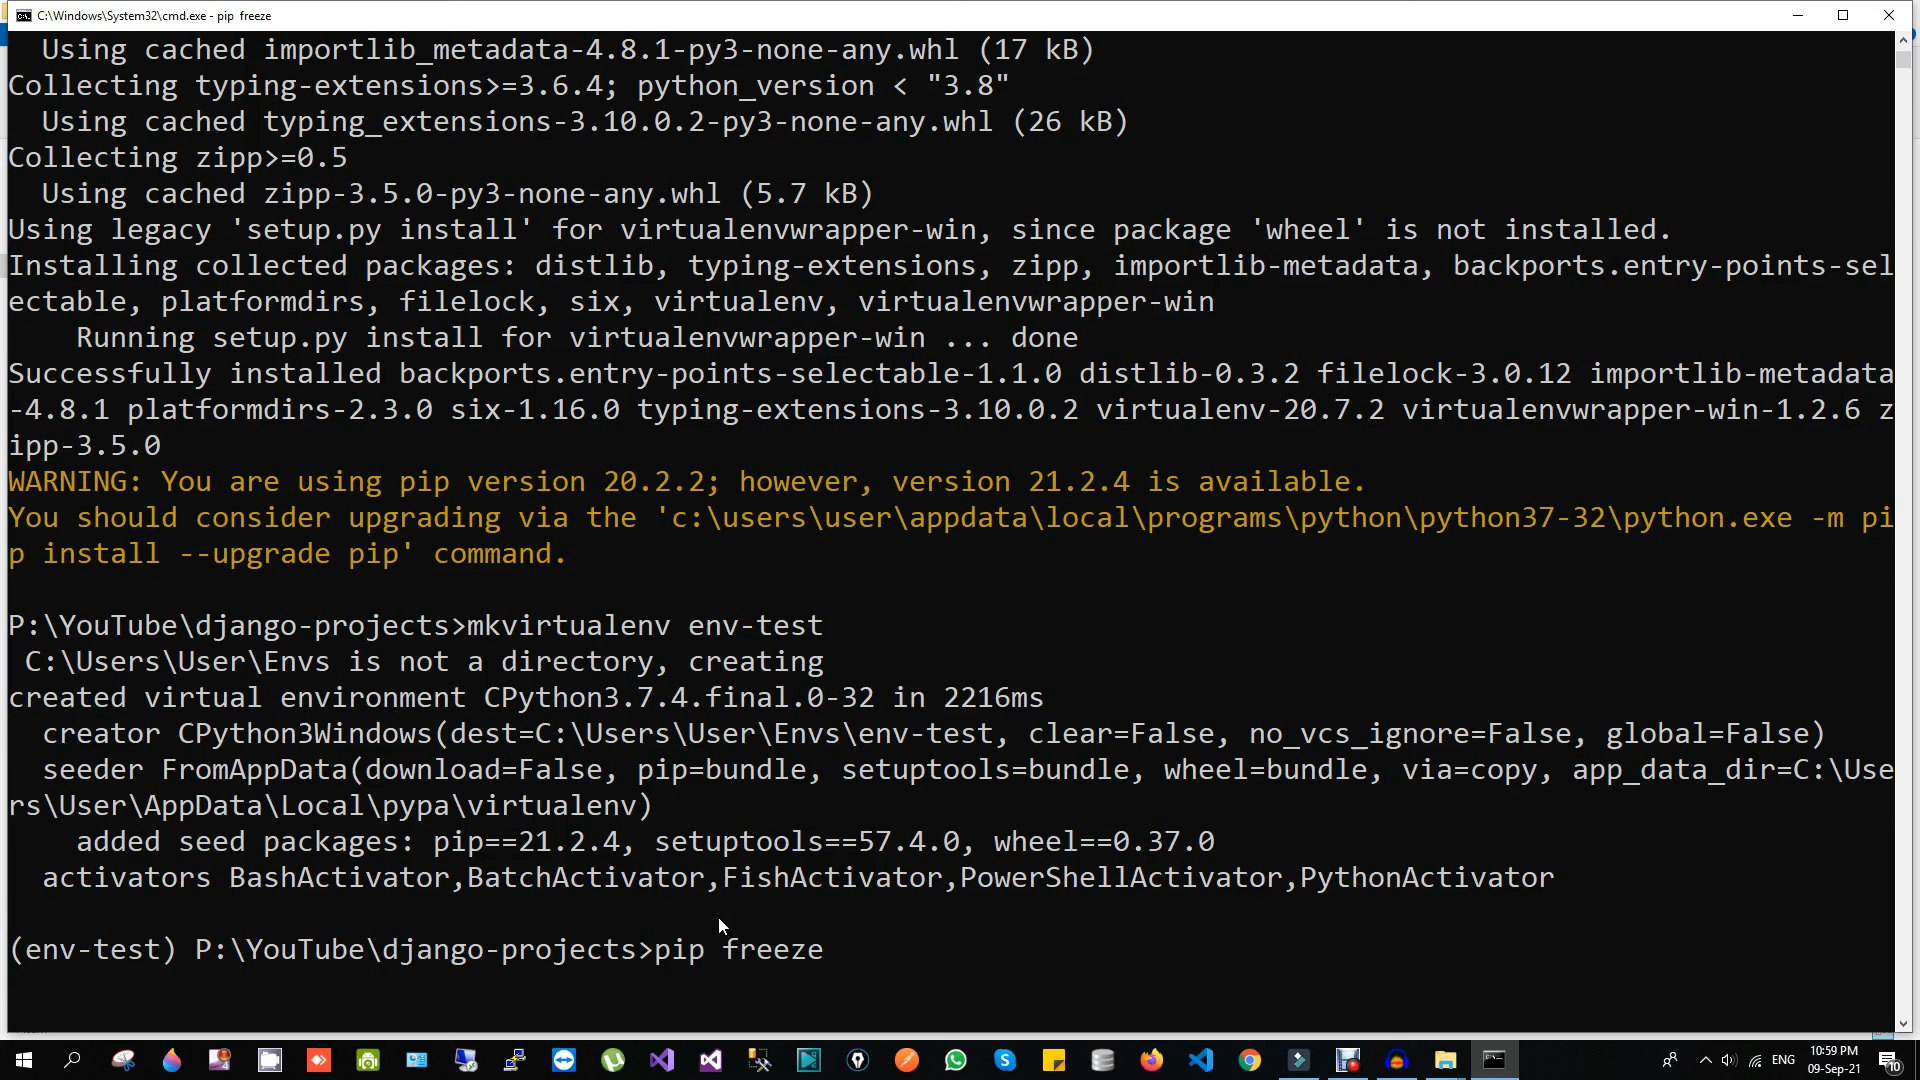 C:\Windows\System32\cmd.exe - pip  freeze
Using cached importlib_metadata-4.8.1-py3-none-any.whl (17 kB)
Collecting typing-extensions>=3.6.4; python_version < "3.8"
Using cached typing_extensions-3.10.0.2-py3-none-any.whl (26 kB)
Collecting zipp>=0.5
Using cached zipp-3.5.0-py3-none-any.whl (5.7 kB)
Using legacy 'setup.py install' for virtualenvwrapper-win, since package 'wheel' is not installed.
Installing collected packages: distlib, typing-extensions, zipp, importlib-metadata, backports.entry-points-sel
ectable, platformdirs, filelock, six, virtualenv, virtualenvwrapper-win
Running setup.py install for virtualenvwrapper-win ... done
Successfully installed backports.entry-points-selectable-1.1.0 distlib-0.3.2 filelock-3.0.12 importlib-metadata
-4.8.1 platformdirs-2.3.0 six-1.16.0 typing-extensions-3.10.0.2 virtualenv-20.7.2 virtualenvwrapper-win-1.2.6 z
ipp-3.5.0
WARNING: You are using pip version 20.2.2; however, version 21.2.4 is available.
You should consider upgrading via the 'c:\users\user\appdata\local\programs\python\python37-32\python.exe -m pi
p install --upgrade pip' command.
P:\YouTube\django-projects>mkvirtualenv env-test
C:\Users\User\Envs is not a directory, creating
created virtual environment CPython3.7.4.final.0-32 in 2216ms
creator CPython3Windows(dest=C:\Users\User\Envs\env-test, clear=False, no_vcs_ignore=False, global=False)
seeder FromAppData(download=False, pip=bundle, setuptools=bundle, wheel=bundle, via=copy, app_data_dir=C:\Use
rs\User\AppData\Local\pypa\virtualenv)
added seed packages: pip==21.2.4, setuptools==57.4.0, wheel==0.37.0
activators BashActivator,BatchActivator,FishActivator,PowerShellActivator,PythonActivator
(env-test) P:\YouTube\django-projects>pip freeze
ENG
10:59 PM
09-Sep-21
10